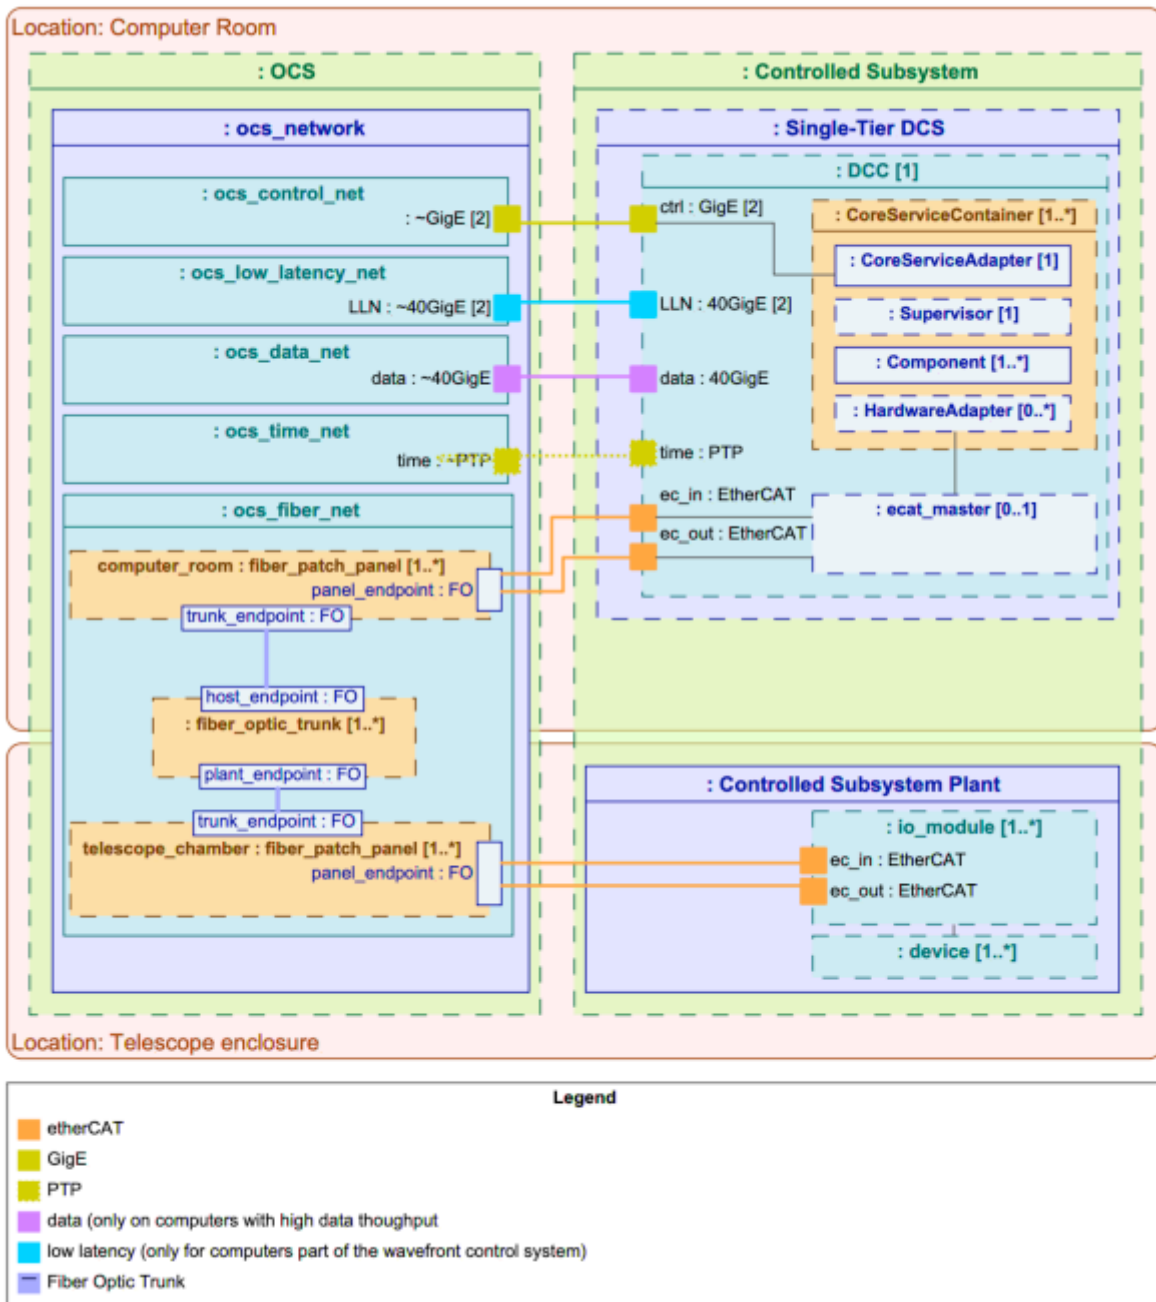 Location: Computer Room
: OCS
: ocs_network
: ocs_control_net
: ~GigE [2]
: ocs_low_latency_net
LLN : ~40GigE [2]
: ocs_data_net
data : ~40GigE
: ocs_time_net
time : ~PTP
: ocs_fiber_net
computer_room : fiber_patch_panel [1..*]
panel_endpoint : FO
trunk_endpoint : FO
host_endpoint : FO
: fiber_optic_trunk [1..*]
plant_endpoint : FO
trunk_endpoint : FO
telescope_chamber : fiber_patch_panel [1..*]
panel_endpoint : FO
: Controlled Subsystem
: Single-Tier DCS
: DCC [1]
ctrl : GigE [2]
LLN : 40GigE [2]
data : 40GigE
time : PTP
ec_in : EtherCAT
ec_out : EtherCAT
: CoreServiceContainer [1..*]
: CoreServiceAdapter [1]
: Supervisor [1]
: Component [1..*]
: HardwareAdapter [0..*]
: ecat_master [0..1]
: Controlled Subsystem Plant
: io_module [1..*]
ec_in : EtherCAT
ec_out : EtherCAT
: device [1..*]
Location: Telescope enclosure
Legend
etherCAT
GigE
PTP
data (only on computers with high data thoughput
low latency (only for computers part of the wavefront control system)
Fiber Optic Trunk